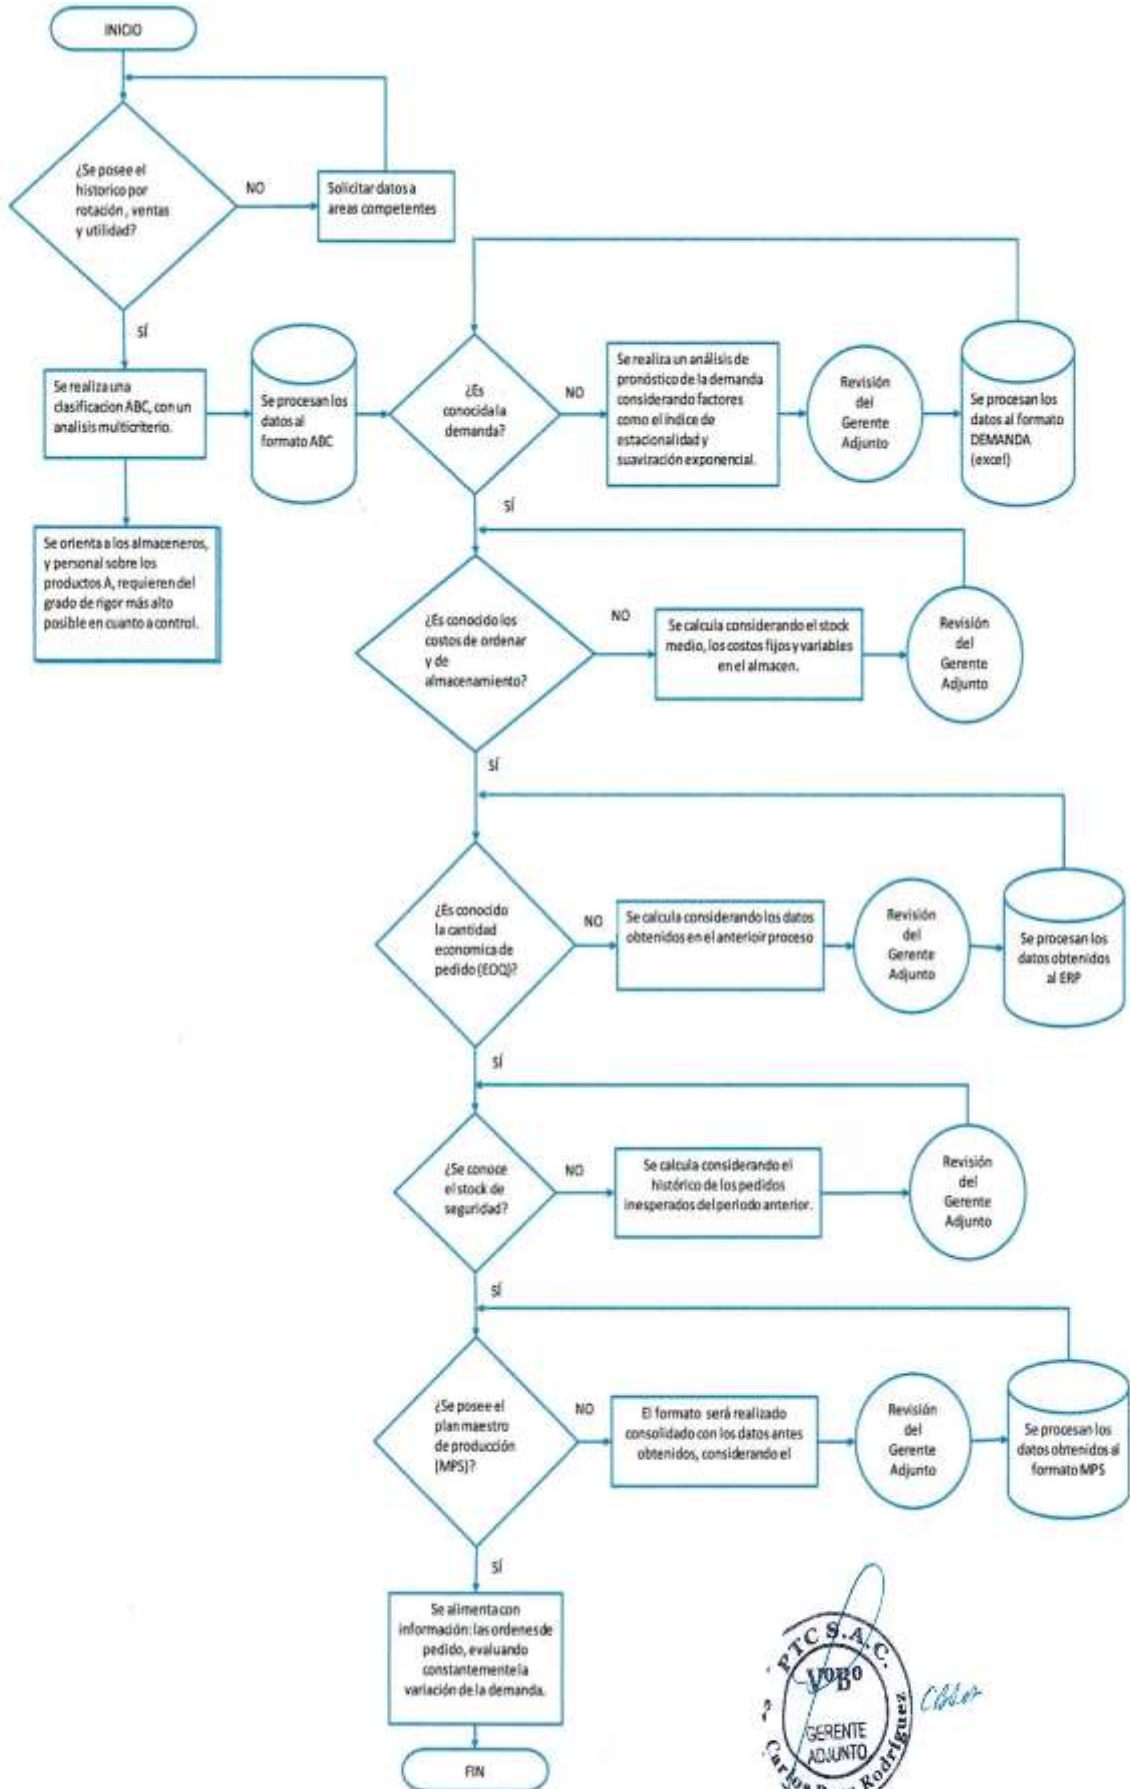 INICIO
¿Se posee el
historico por
rotación , ventas
y utilidad?
NO
Solicitar datos a
areas competentes
SÍ
Se realiza una
clasificacion ABC, con un
analisis multicriterio.
Se procesan los
datos al
formato ABC
¿Es
conocida la
demanda?
NO
Se realiza un análisis de
pronóstico de la demanda
considerando factores
como el índice de
estacionalidad y
suavización exponencial.
Revisión
del
Gerente
Adjunto
Se procesan los
datos al formato
DEMANDA
(excel)
SÍ
Se orienta a los almaceneros,
y personal sobre los
productos A, requieren del
grado de rigor más alto
posible en cuanto a control.
¿Es conocido los
costos de ordenar
y de
almacenamiento?
NO
Se calcula considerando el stock
medio, los costos fijos y variables
en el almacen.
Revisión
del
Gerente
Adjunto
SÍ
¿Es conocido
la cantidad
economica de
pedido (EOQ)?
NO
Se calcula considerando los datos
obtenidos en el anterioir proceso
Revisión
del
Gerente
Adjunto
Se procesan los
datos obtenidos
al ERP
SÍ
¿Se conoce
el stock de
seguridad?
NO
Se calcula considerando el
histórico de los pedidos
inesperados del periodo anterior.
Revisión
del
Gerente
Adjunto
SÍ
¿Se posee el
plan maestro
de producción
(MPS)?
NO
El formato será realizado
consolidado con los datos antes
obtenidos, considerando el
Revisión
del
Gerente
Adjunto
Se procesan los
datos obtenidos al
formato MPS
SÍ
Se alimenta con
información: las ordenes de
pedido, evaluando
constantemente la
variación de la demanda.
FIN
PTC S.A.C.
VºBº
GERENTE
ADJUNTO
Carlos
Rodríguez